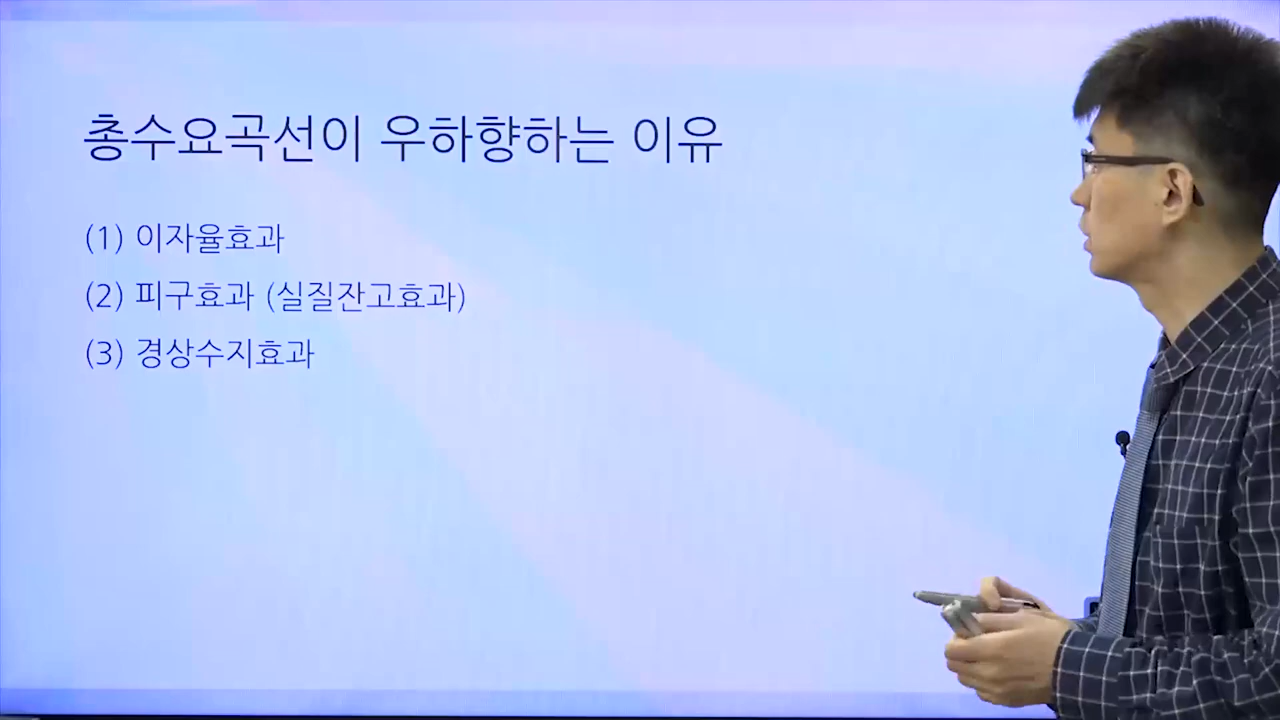 총수요곡선이 우하향하는 이유
(1) 이자율효과
(2) 피구효과 (실질잔고효과)
(3) 경상수지효과